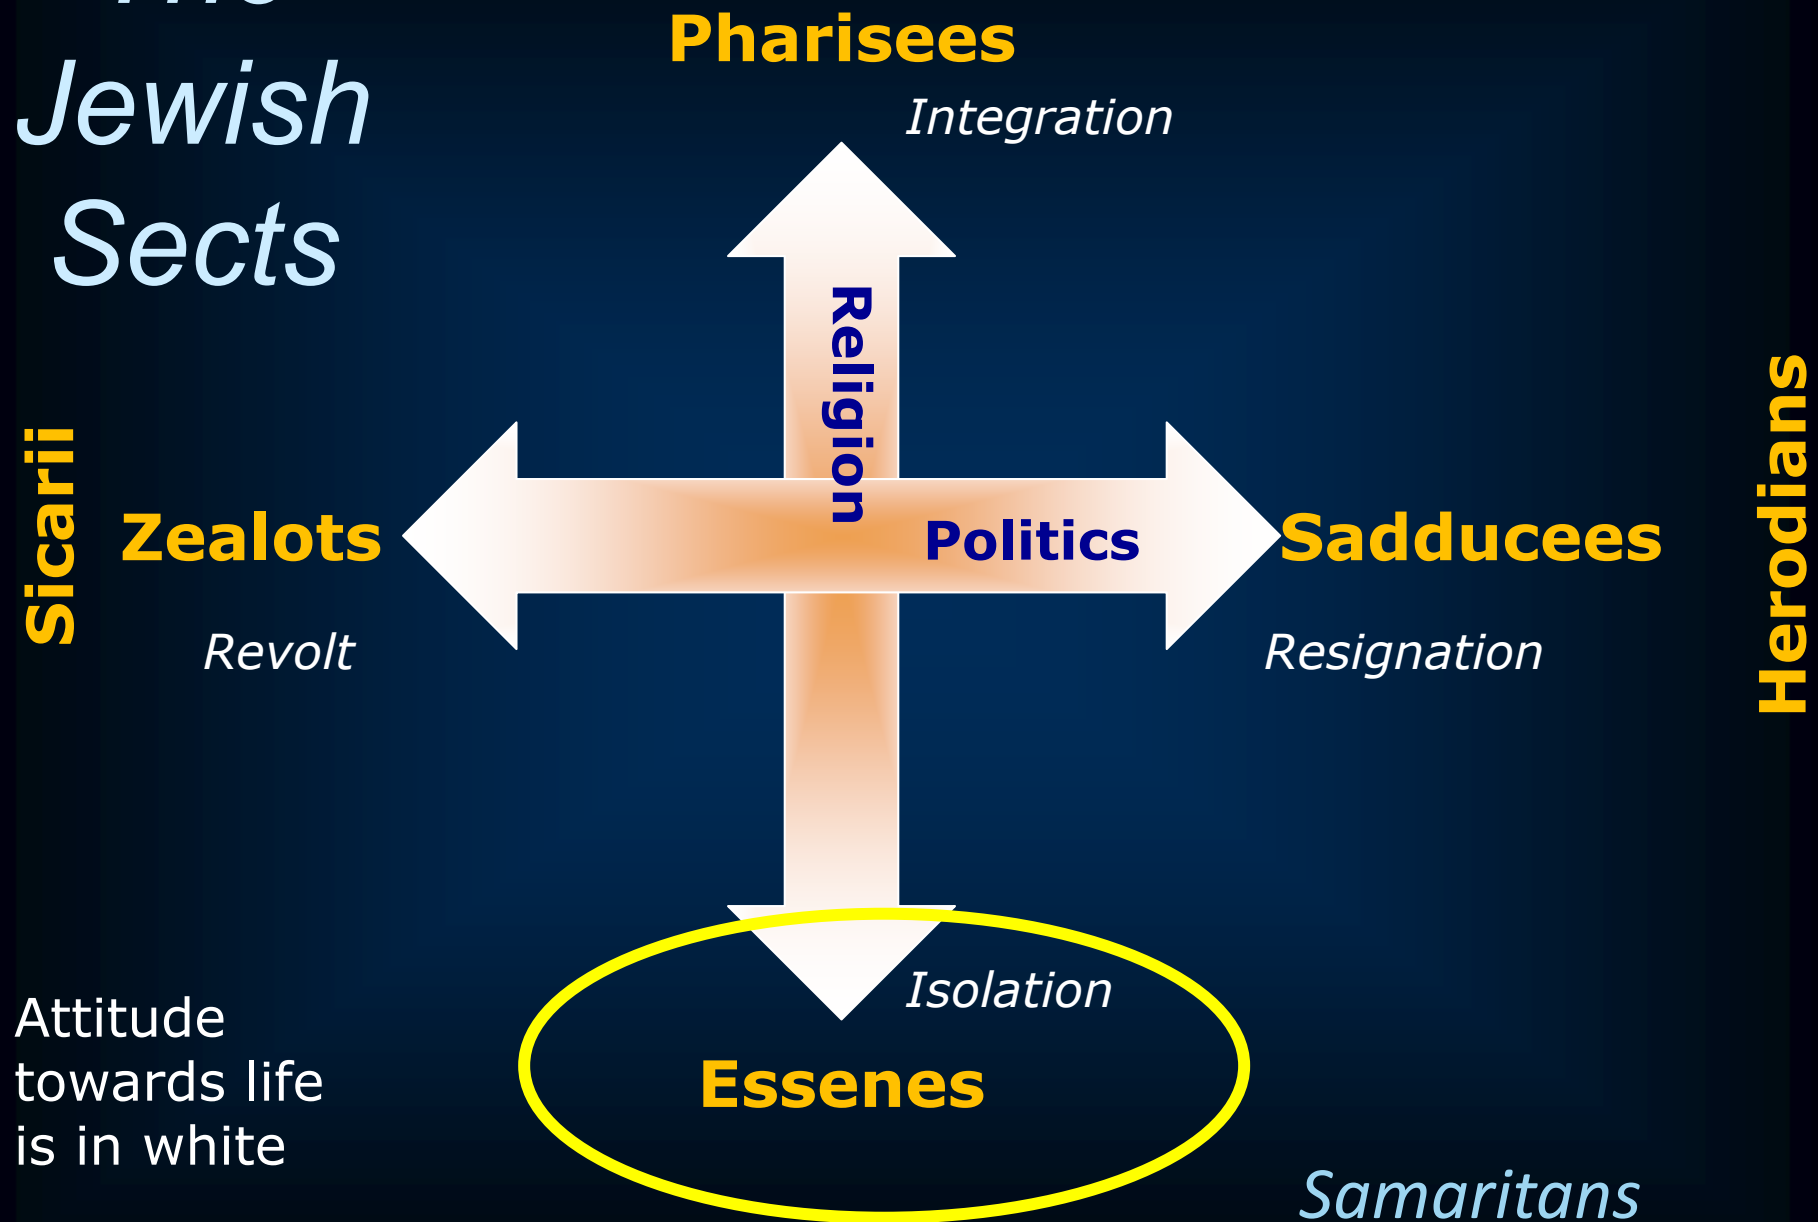 Jewish
Sects
Pharisees
Integration
Religion
Sicarii
Zealots
Politics
Sadducees
Herodians
Revolt
Resignation
Isolation
Essenes
Attitude
towards life
is in white
Samaritans